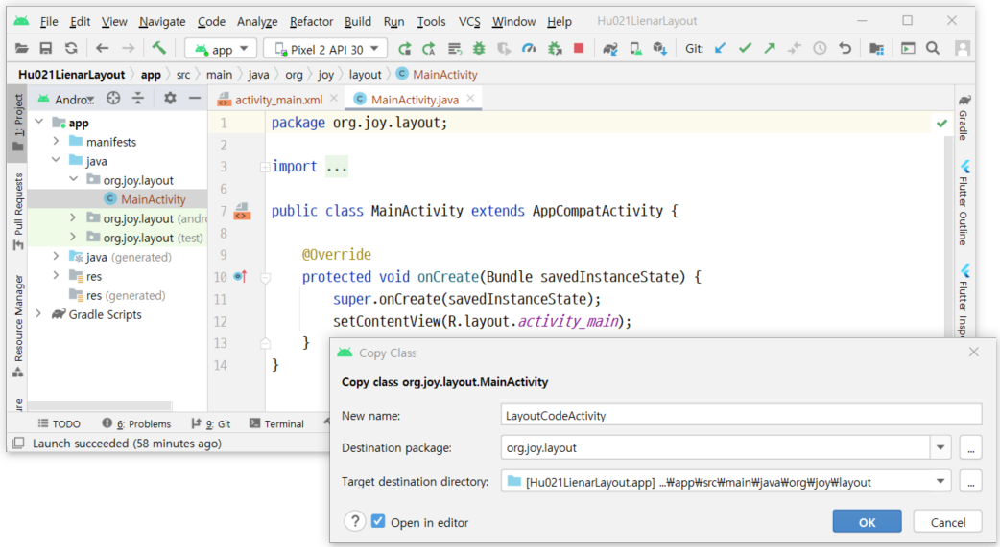 File Edit View Navigate Code Analyze Refactor Build Run Tools VCS Window Help Hu021LienarLayout
app Pixel 2 API 30 Git:
Hu021LienarLayout app src main java org joy layout MainActivity
1: Project
Pull Requests
Resource Manager
Androi
app
manifests
java
org.joy.layout
MainActivity
org.joy.layout (andro
org.joy.layout (test)
java (generated)
res
res (generated)
Gradle Scripts
activity_main.xml MainActivity.java
1 package org.joy.layout;
2
3 import ...
6
7 public class MainActivity extends AppCompatActivity {
8
9 @Override
10 protected void onCreate(Bundle savedInstanceState) {
11 super.onCreate(savedInstanceState);
12 setContentView(R.layout.activity_main);
13 }
14 }
Gradle
Flutter Outline
Flutter Inspe
TODO 6: Problems 9: Git Terminal
Launch succeeded (58 minutes ago)
Copy Class
Copy class org.joy.layout.MainActivity
New name: LayoutCodeActivity
Destination package: org.joy.layout ...
Target destination directory: [Hu021LienarLayout.app] ...₩app₩src₩main₩java₩org₩joy₩layout ...
? Open in editor OK Cancel